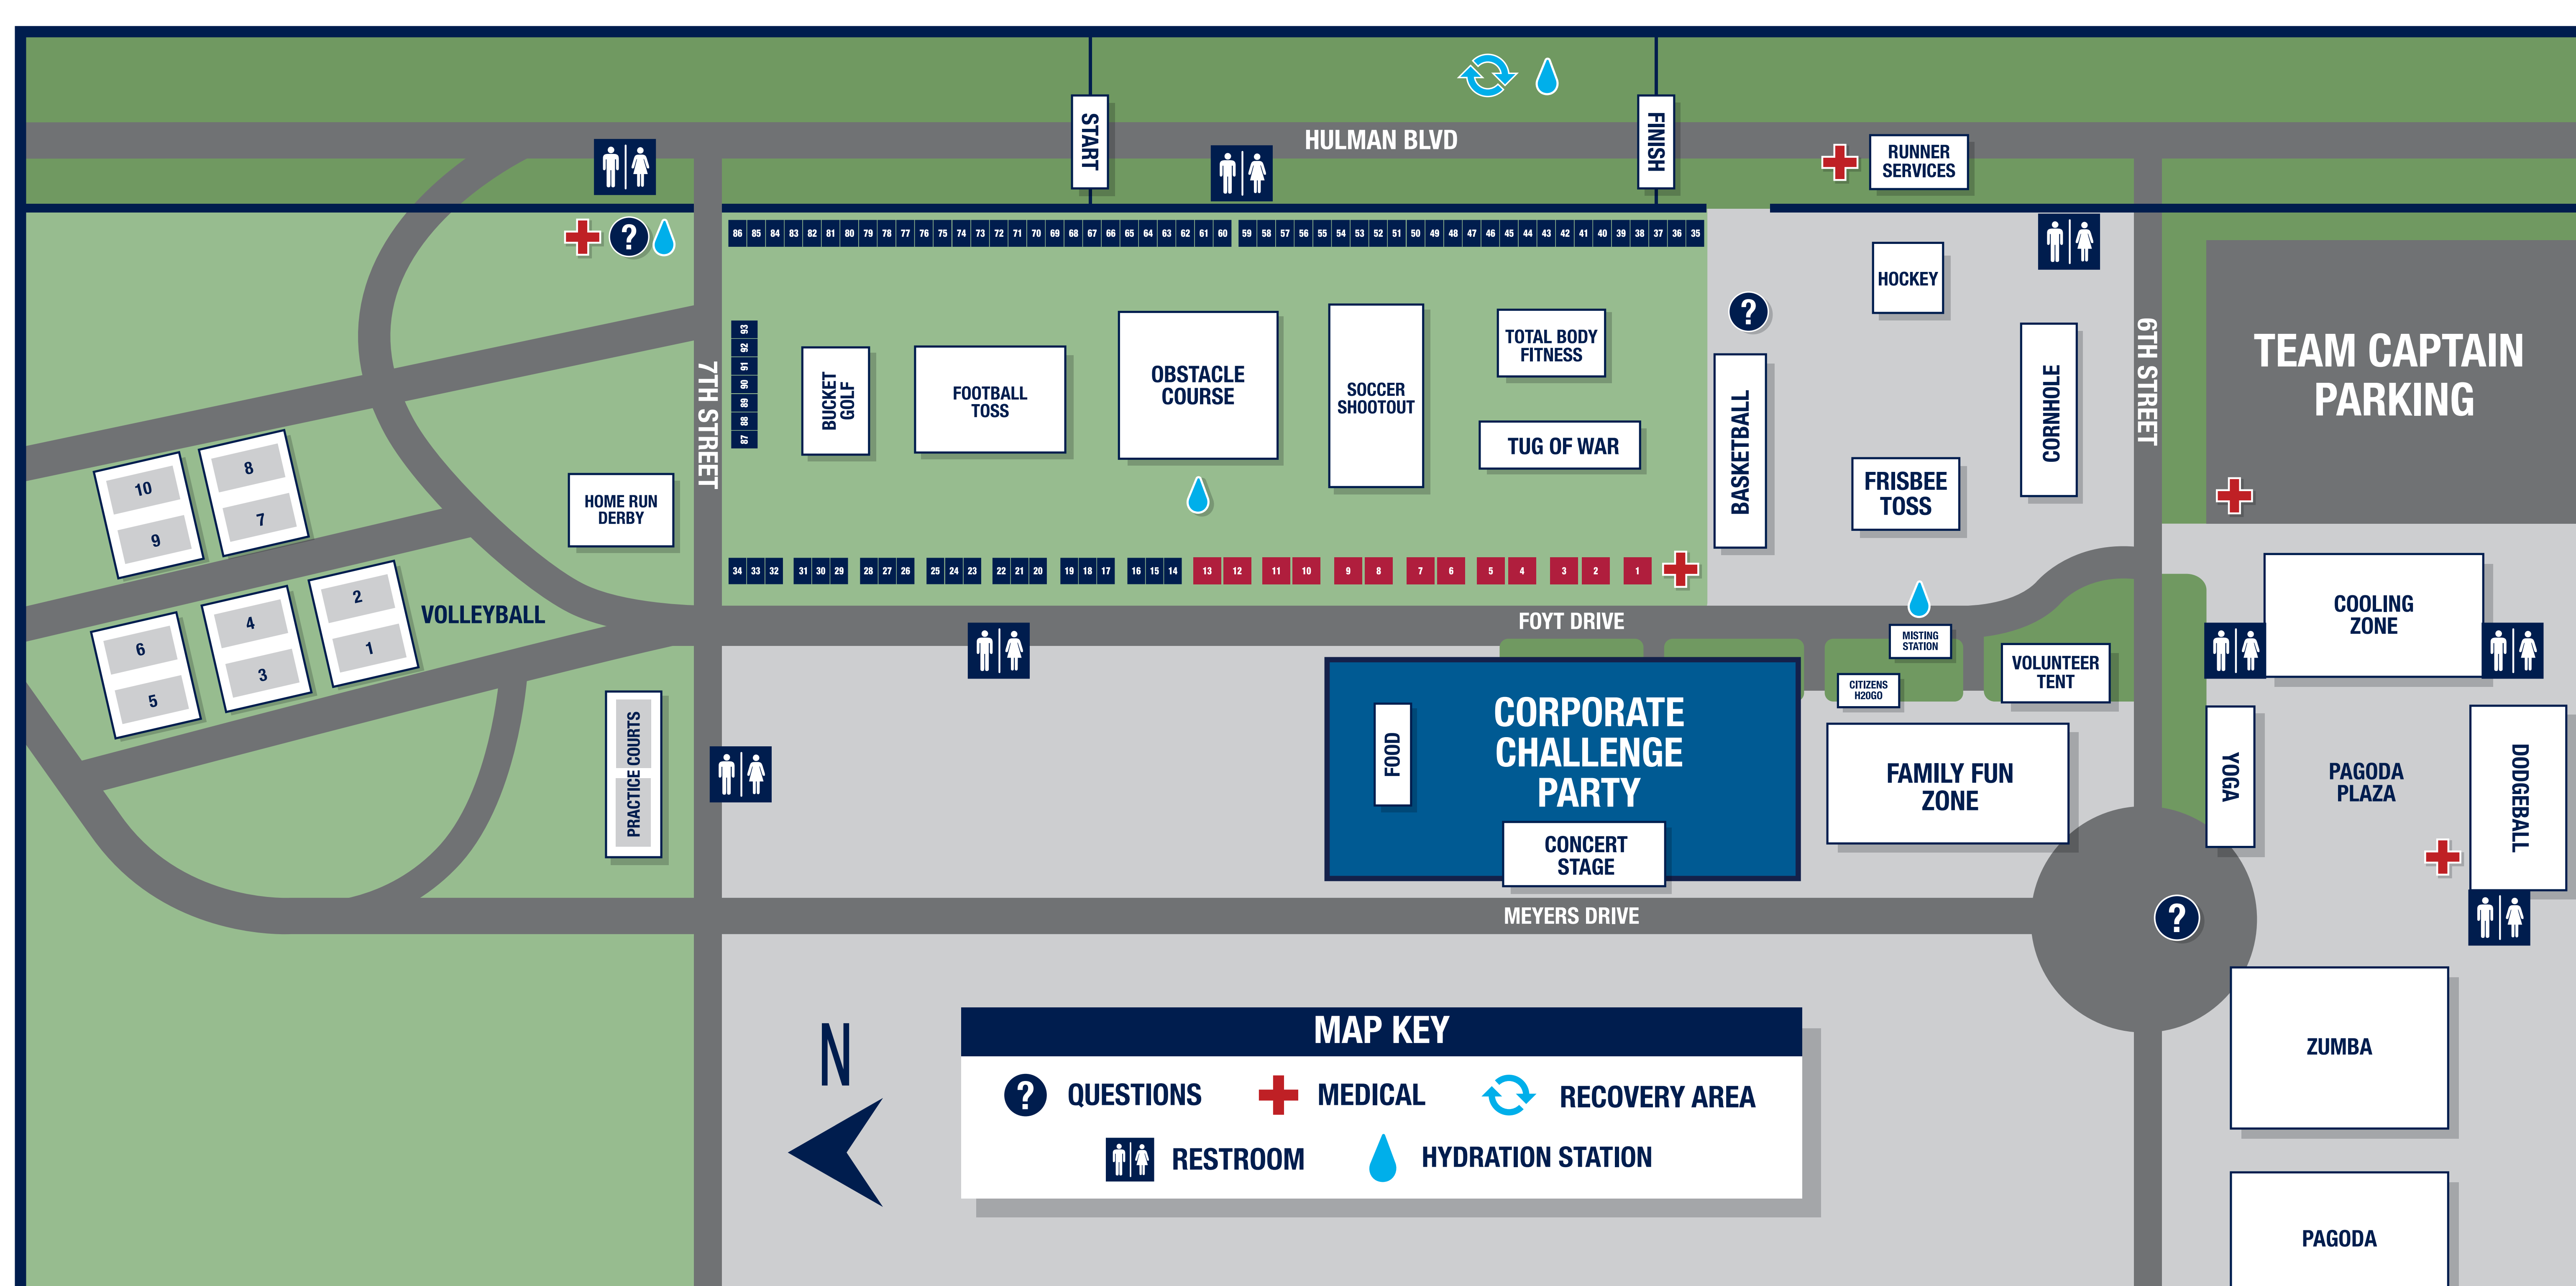 START
HULMAN BLVD
FINISH
RUNNER
SERVICES
?
86 85 84 83 82 81 80 79 78 77 76 75 74 73 72 71 70 69 68 67 66 65 64 63 62 61 60 59 58 57 56 55 54 53 52 51 50 49 48 47 46 45 44 43 42 41 40 39 38 37 36 35
HOCKEY
?
93
92
91
90
89
88
87
BUCKET
GOLF
FOOTBALL
TOSS
OBSTACLE
COURSE
SOCCER
SHOOTOUT
TOTAL BODY
FITNESS
TUG OF WAR
BASKETBALL
FRISBEE
TOSS
CORNHOLE
6TH STREET
TEAM CAPTAIN
PARKING
7TH STREET
HOME RUN
DERBY
10
9
8
7
6
5
4
3
2
1
VOLLEYBALL
34 33 32 31 30 29 28 27 26 25 24 23 22 21 20 19 18 17 16 15 14 13 12 11 10 9 8 7 6 5 4 3 2 1
FOYT DRIVE
MISTING
STATION
CITIZENS
H2OGO
VOLUNTEER
TENT
COOLING
ZONE
PRACTICE COURTS
FOOD
CORPORATE
CHALLENGE
PARTY
CONCERT
STAGE
FAMILY FUN
ZONE
YOGA
PAGODA
PLAZA
DODGEBALL
MEYERS DRIVE
?
N
MAP KEY
? QUESTIONS
MEDICAL
RECOVERY AREA
RESTROOM
HYDRATION STATION
ZUMBA
PAGODA